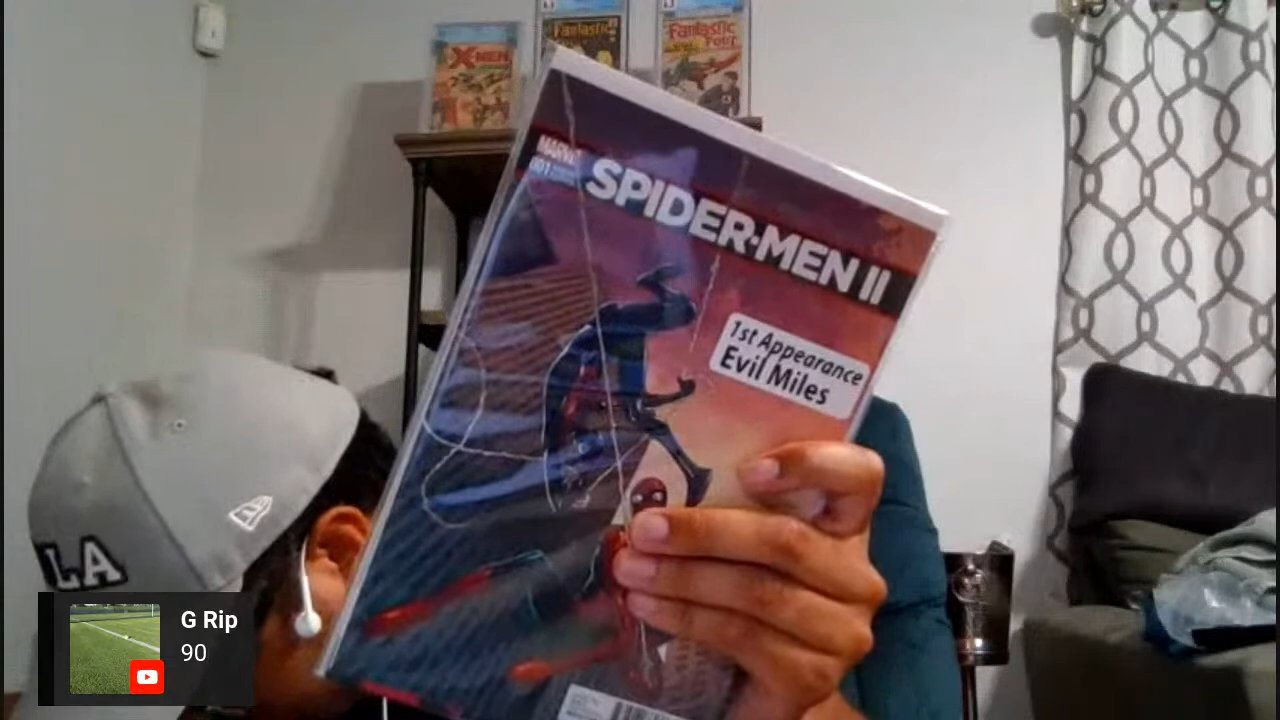 X-MEN
Fantastic
Fantastic
Four
MARVEL
001
SPIDER-MEN II
1st Appearance
Evil Miles
LA
G Rip
90